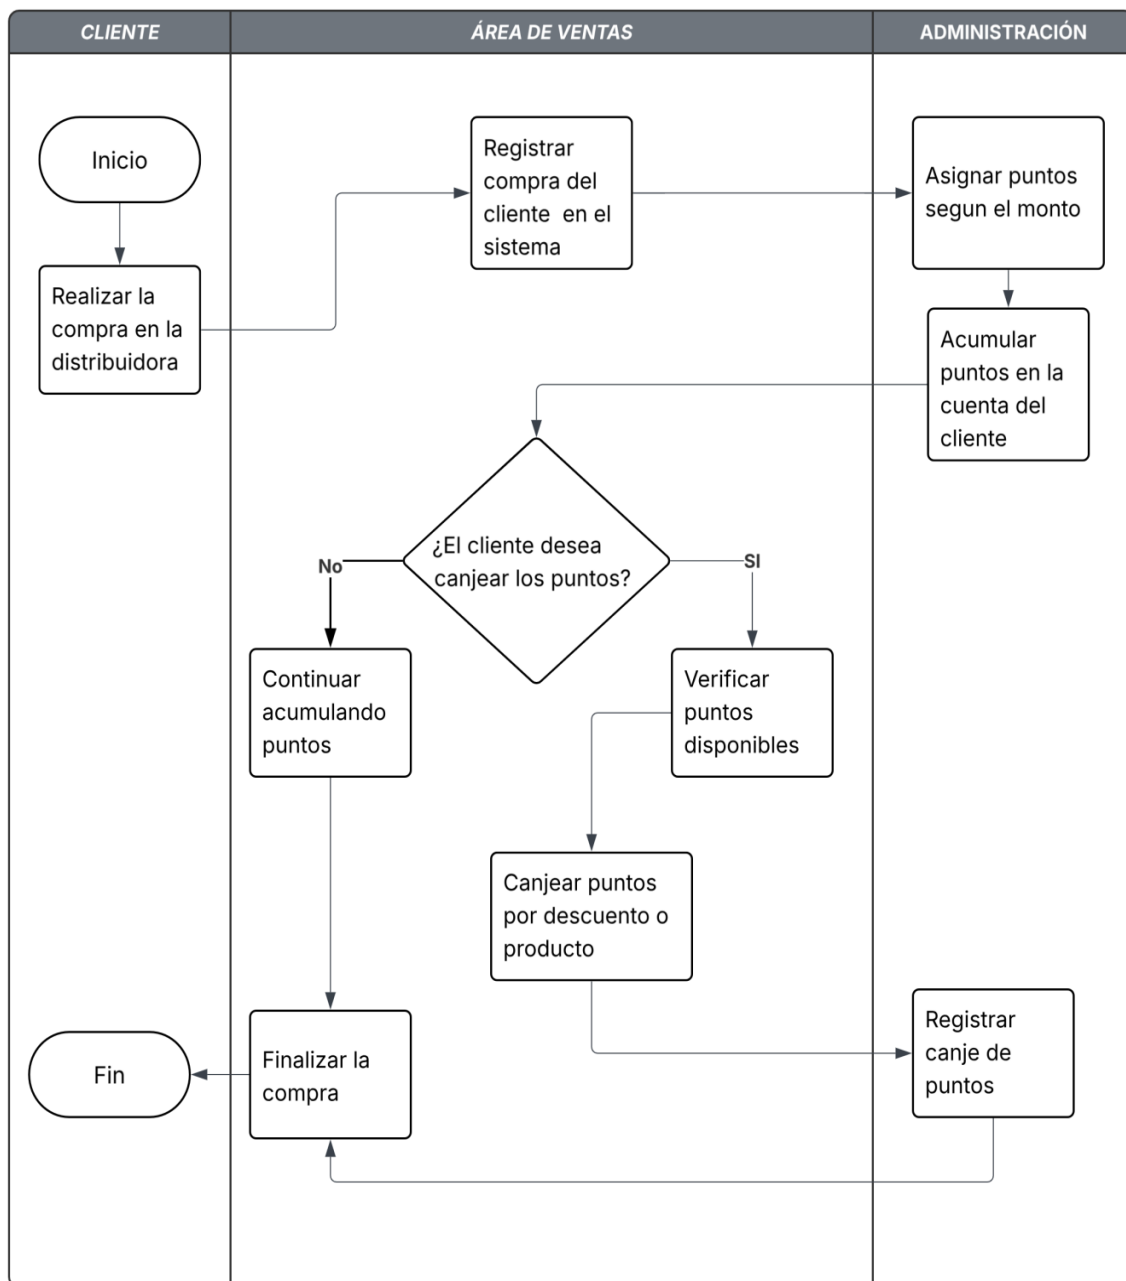 CLIENTE
ÁREA DE VENTAS
ADMINISTRACIÓN
Inicio
Realizar la
compra en la
distribuidora
Registrar
compra del
cliente en el
sistema
Asignar puntos
segun el monto
Acumular
puntos en la
cuenta del
cliente
¿El cliente desea
canjear los puntos?
No
SI
Continuar
acumulando
puntos
Verificar
puntos
disponibles
Canjear puntos
por descuento o
producto
Registrar
canje de
puntos
Finalizar la
compra
Fin